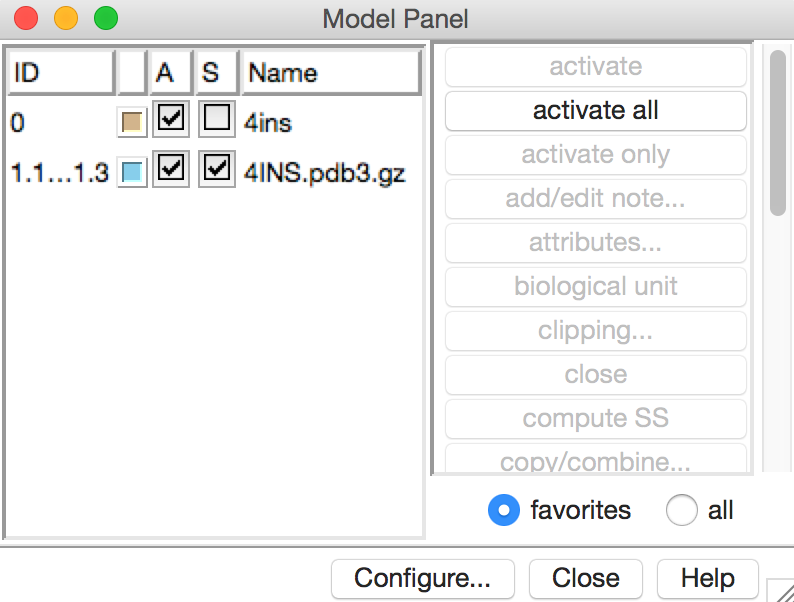 Model Panel
ID A S Name
0 4ins
1.1...1.3 4INS.pdb3.gz
activate
activate all
activate only
add/edit note...
attributes...
biological unit
clipping...
close
compute SS
copy/combine...
favorites all
Configure... Close Help